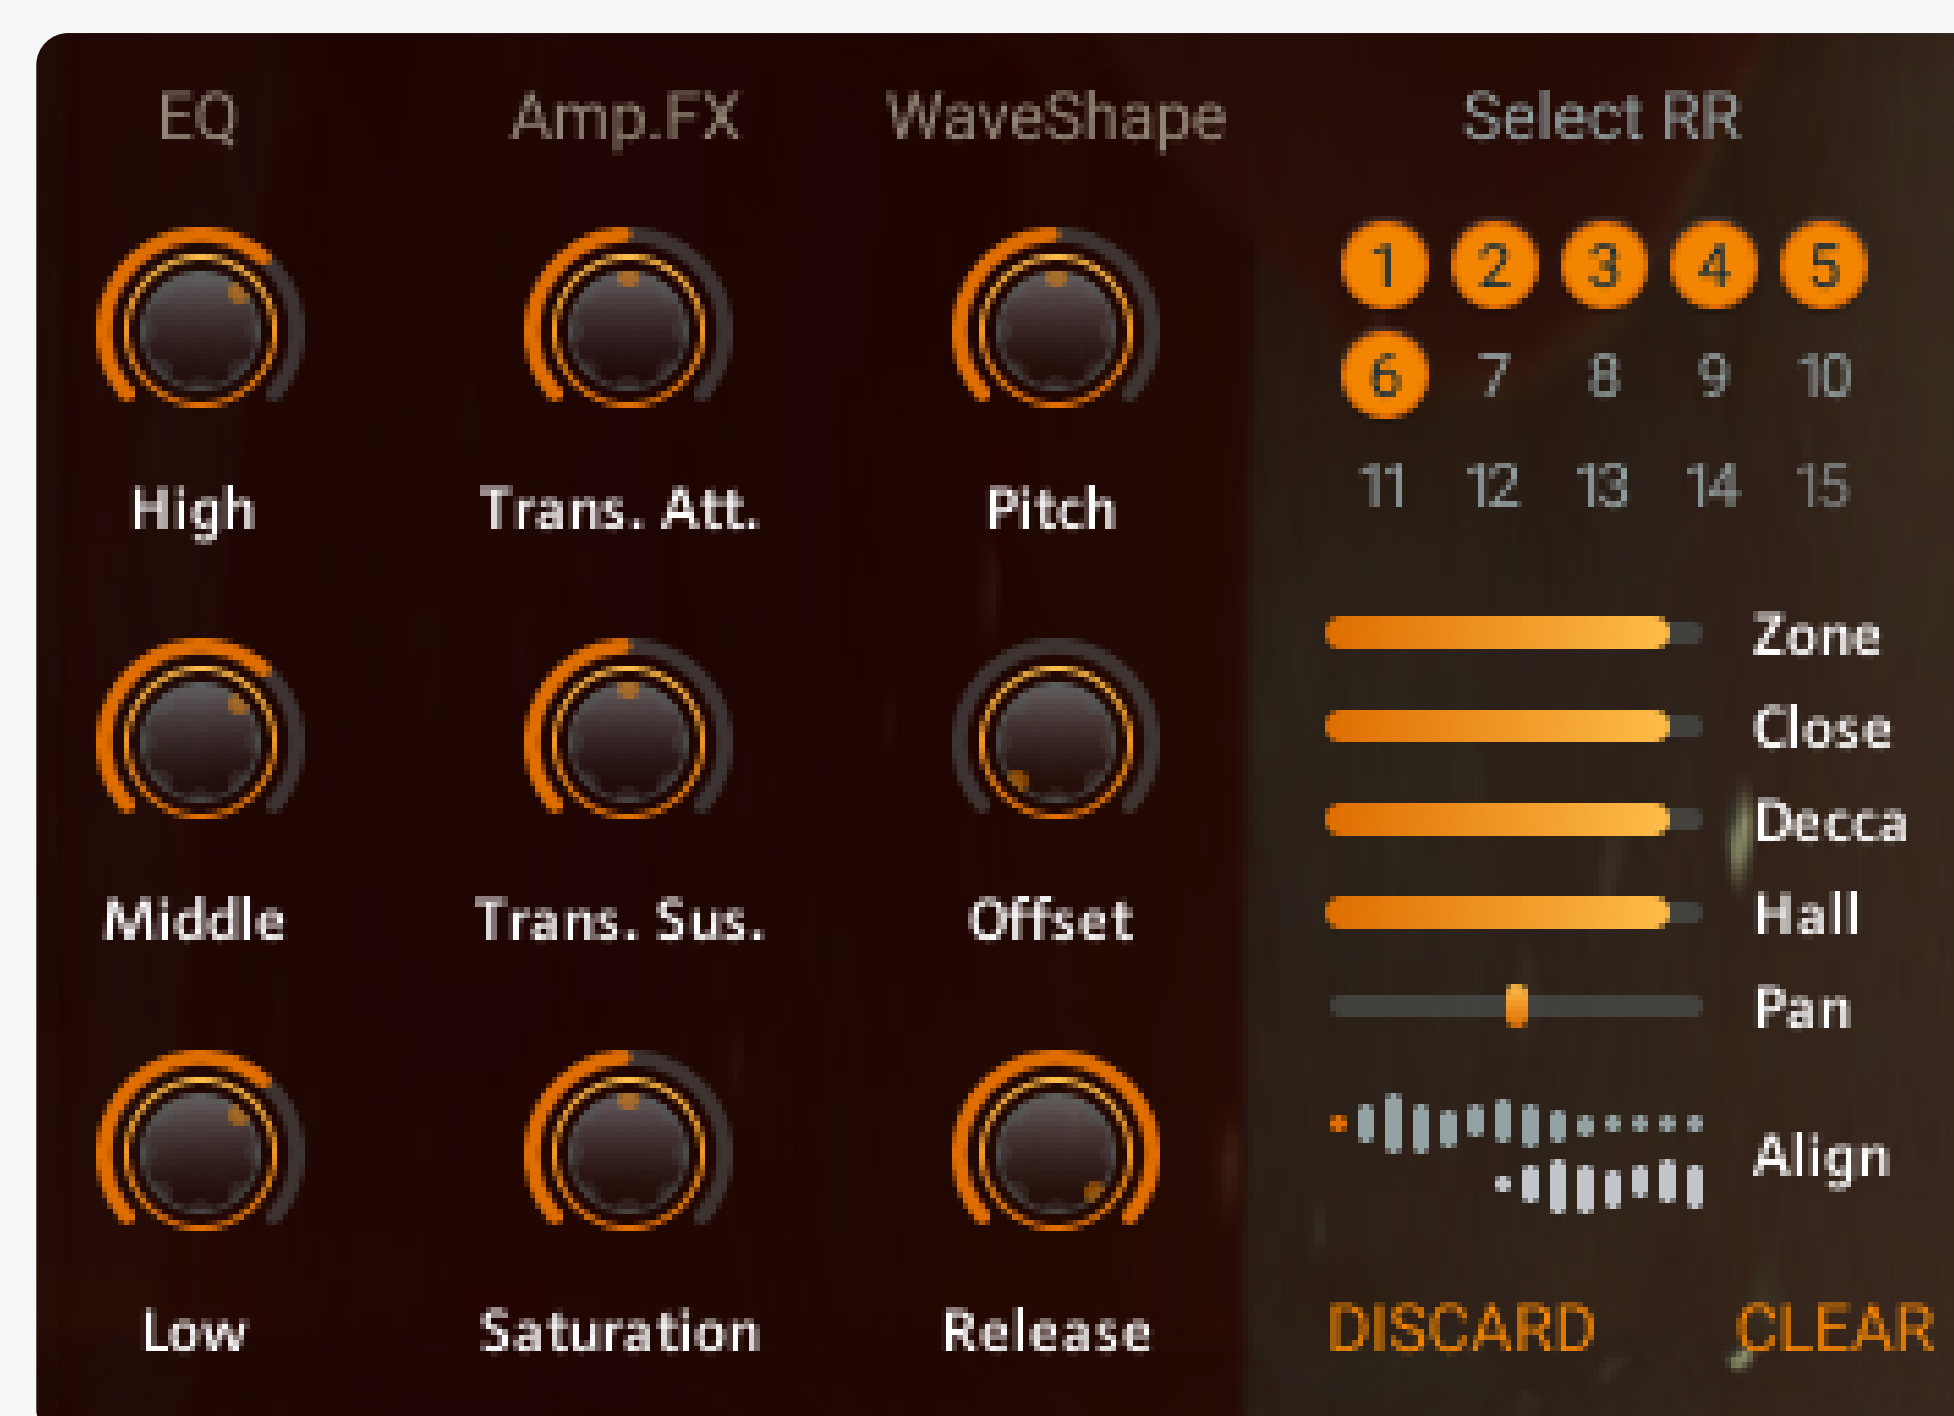 EQ Amp.FX WaveShape Select RR
1 2 3 4 5
6 7 8 9 10
High Trans. Att. Pitch 11 12 13 14 15
Zone
Close
Decca
Middle Trans. Sus. Offset Hall
Pan
Align
Low Saturation Release DISCARD CLEAR